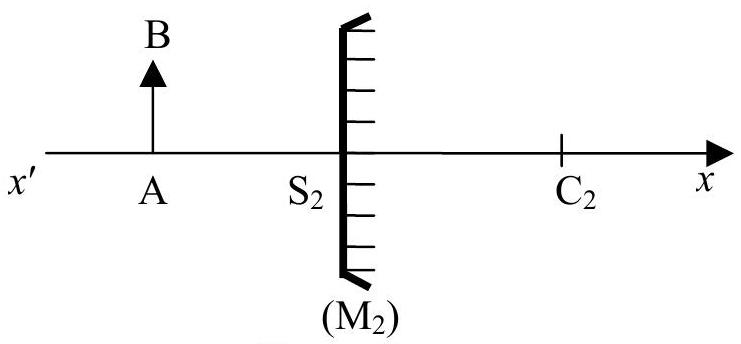 B
x' A S₂ C₂ x
(M₂)